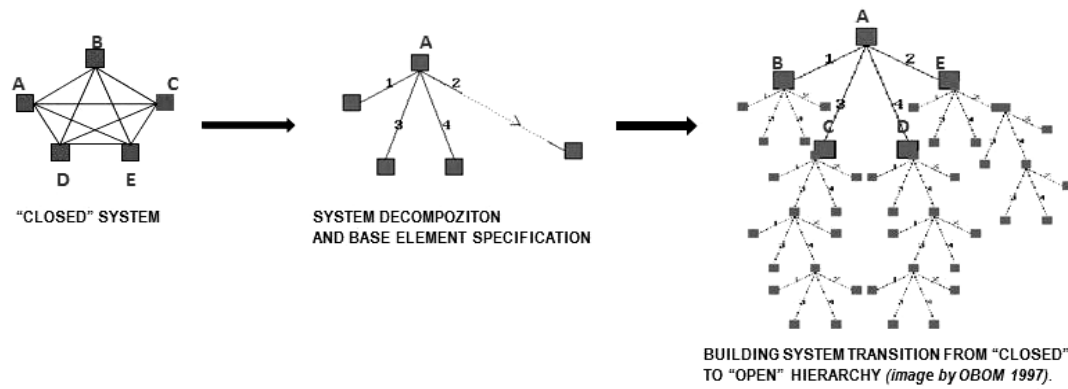 B
A
C
D
E
"CLOSED" SYSTEM
A
1
2
3
4
SYSTEM DECOMPOZITON
AND BASE ELEMENT SPECIFICATION
A
1
2
B
E
3
4
C
D
BUILDING SYSTEM TRANSITION FROM "CLOSED"
TO "OPEN" HIERARCHY (image by OBOM 1997).